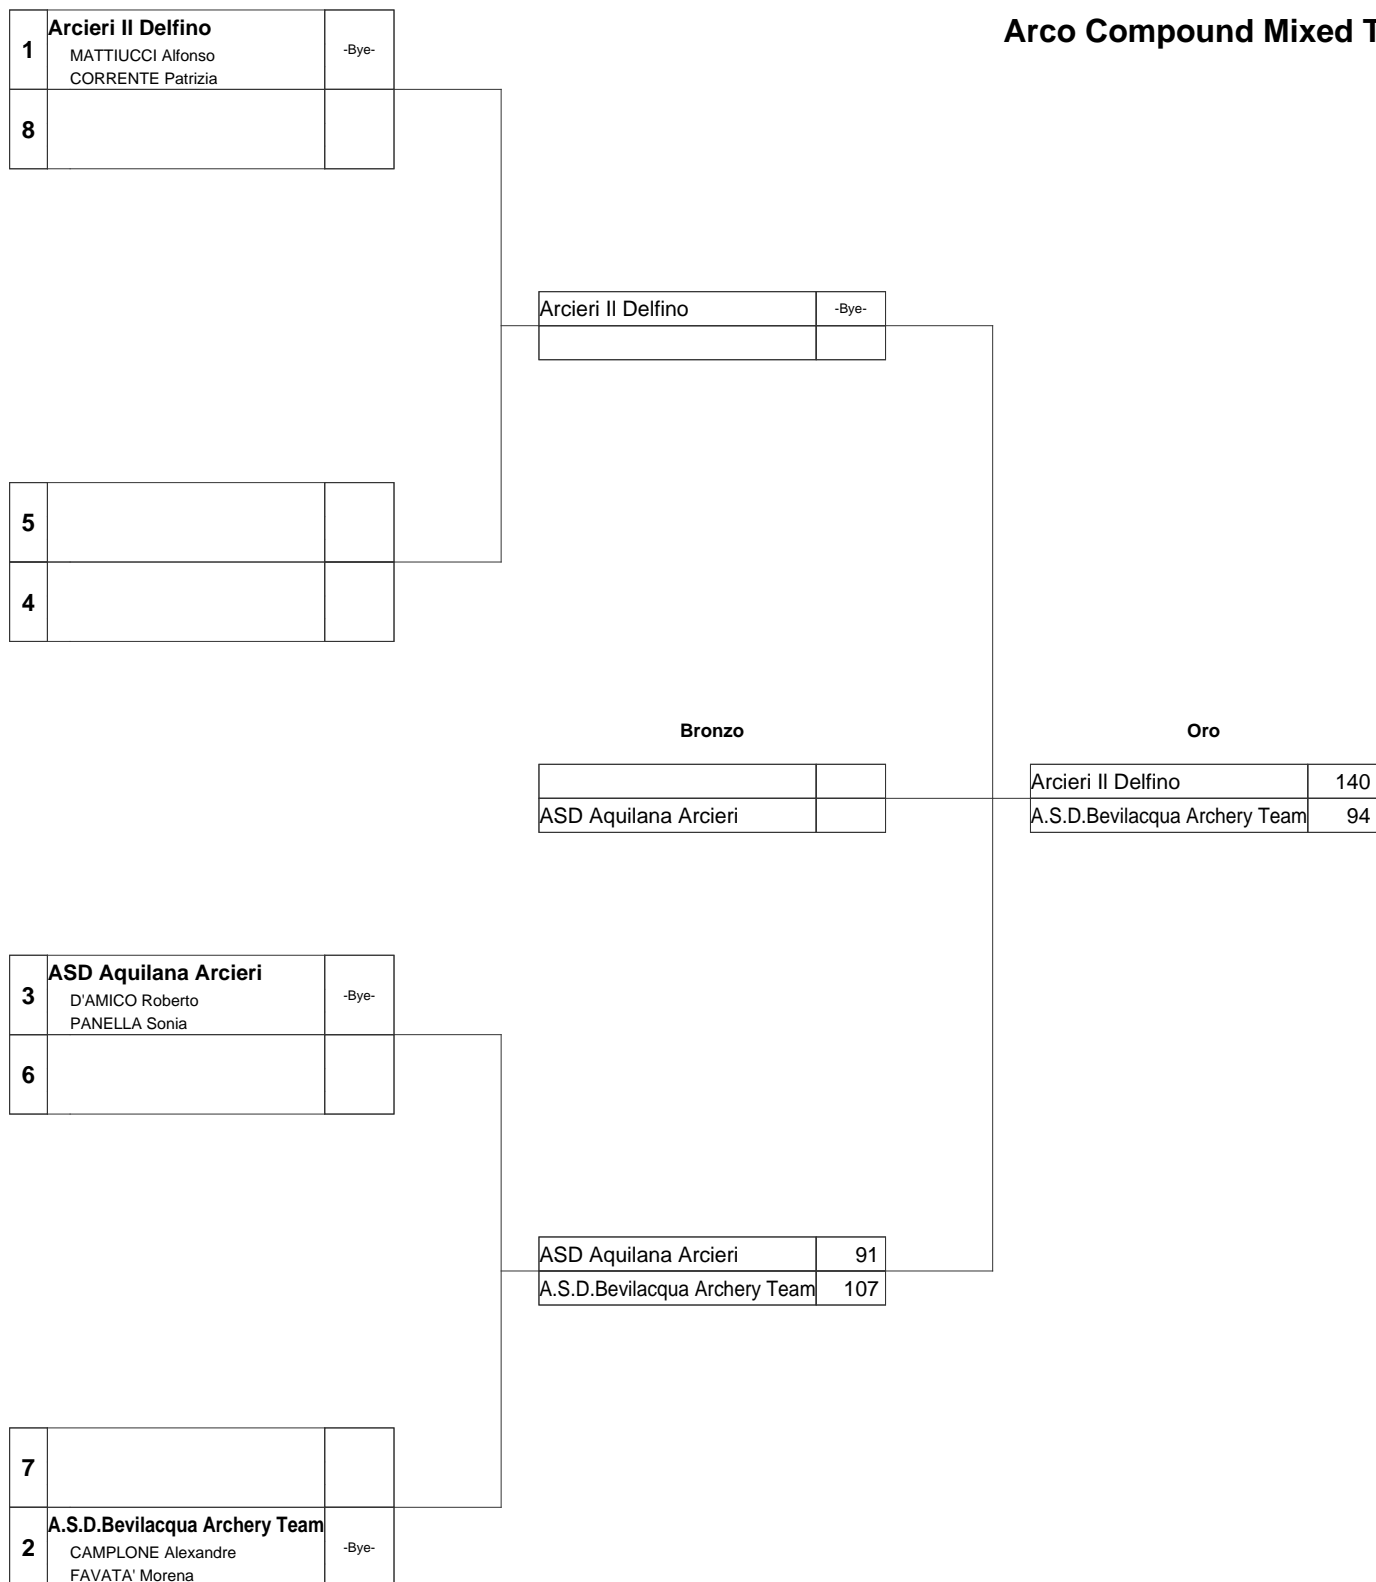 Arco Compound Mixed T
1
Arcieri Il Delfino
MATTIUCCI Alfonso
CORRENTE Patrizia
-Bye-
8
Arcieri Il Delfino -Bye-
5
4
Bronzo
ASD Aquilana Arcieri
Oro
Arcieri Il Delfino 140
A.S.D.Bevilacqua Archery Team 94
3
ASD Aquilana Arcieri
D'AMICO Roberto
PANELLA Sonia
-Bye-
6
ASD Aquilana Arcieri 91
A.S.D.Bevilacqua Archery Team 107
7
2
A.S.D.Bevilacqua Archery Team
CAMPLONE Alexandre
FAVATA' Morena
-Bye-